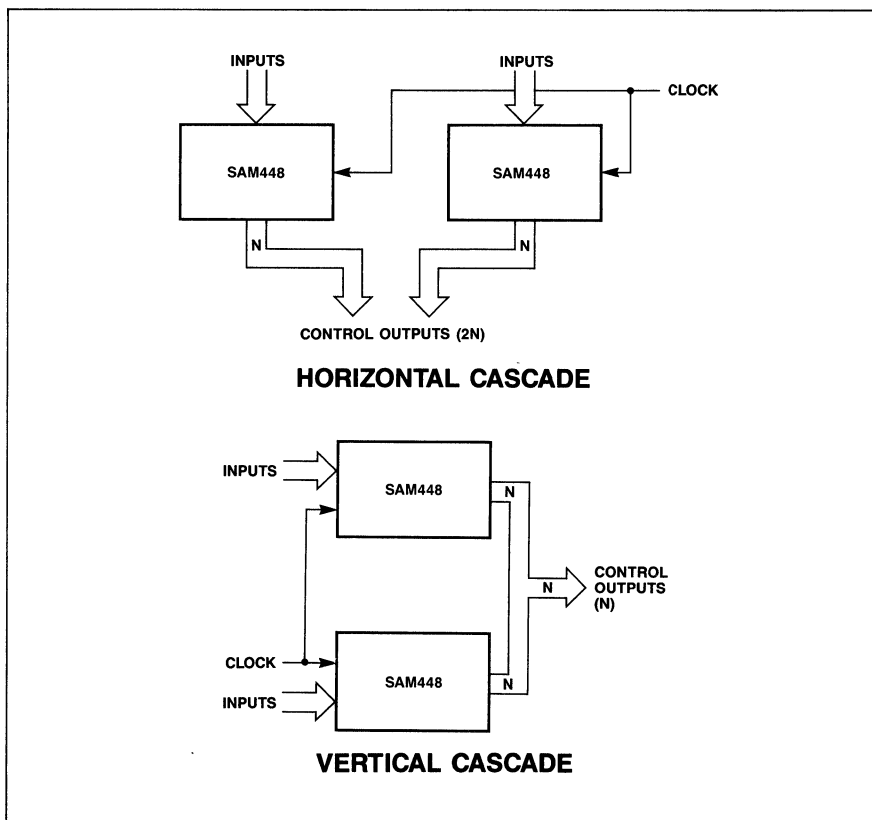 INPUTS INPUTS
CLOCK
SAM448 SAM448
N N
CONTROL OUTPUTS (2N)
HORIZONTAL CASCADE
INPUTS
SAM448
N
N
CONTROL
OUTPUTS
(N)
CLOCK
SAM448
N
INPUTS
VERTICAL CASCADE